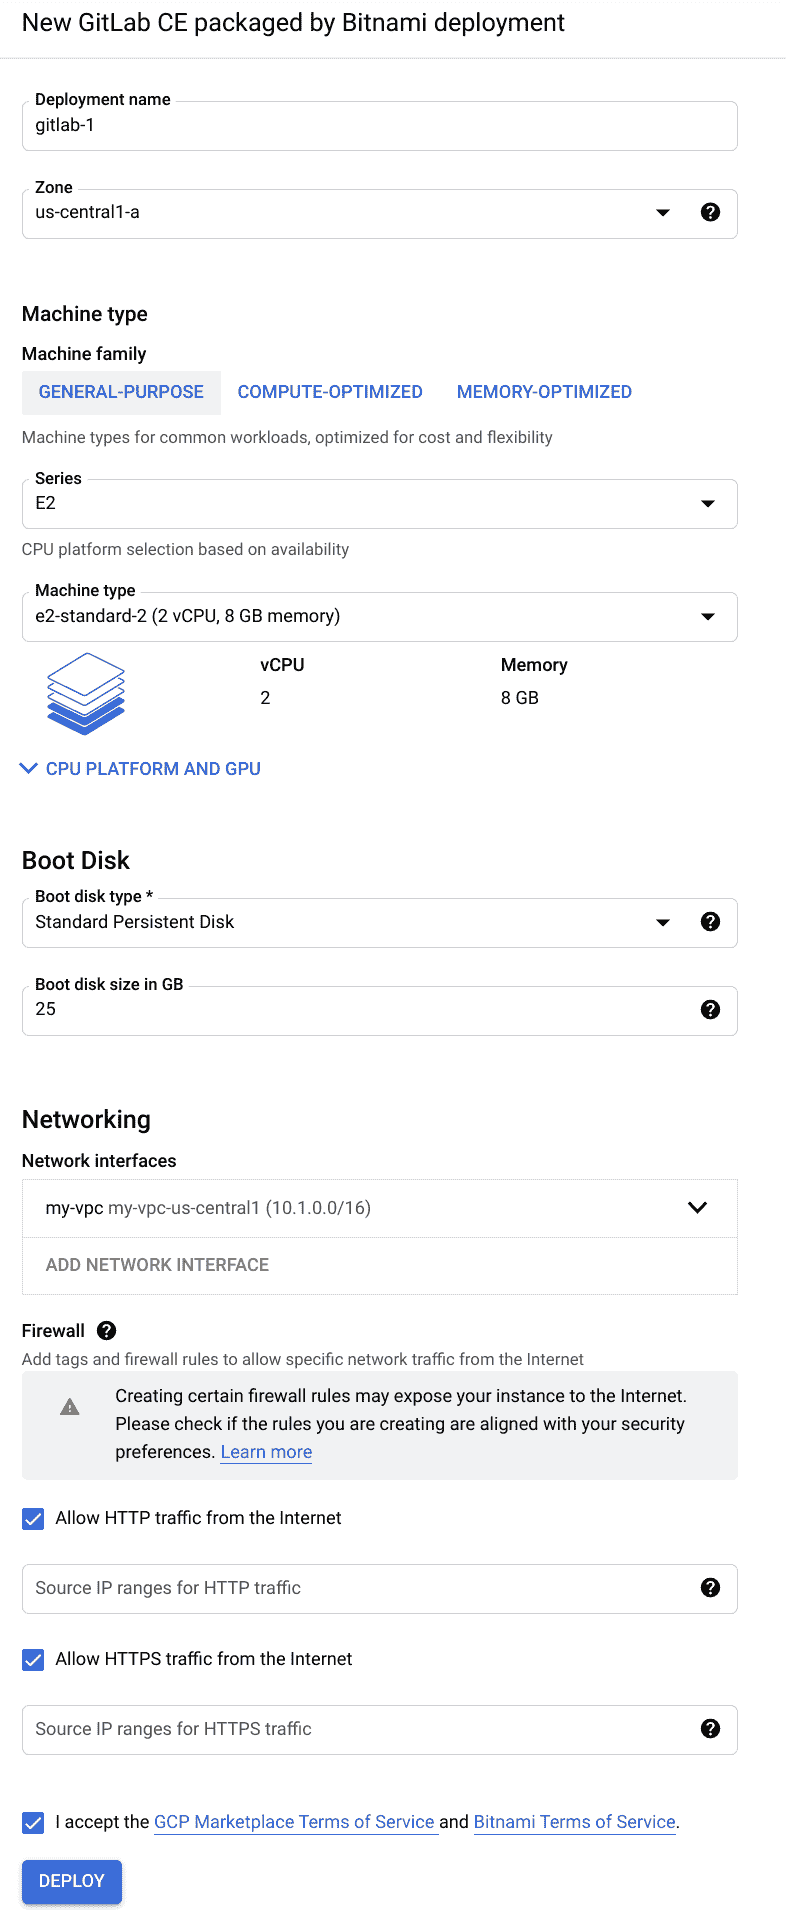 New GitLab CE packaged by Bitnami deployment
Deployment name
gitlab-1
Zone
us-central1-a
Machine type
Machine family
GENERAL-PURPOSE COMPUTE-OPTIMIZED MEMORY-OPTIMIZED
Machine types for common workloads, optimized for cost and flexibility
Series
E2
CPU platform selection based on availability
Machine type
e2-standard-2 (2 vCPU, 8 GB memory)
vCPU Memory
2 8 GB
CPU PLATFORM AND GPU
Boot Disk
Boot disk type *
Standard Persistent Disk
Boot disk size in GB
25
Networking
Network interfaces
my-vpc my-vpc-us-central1 (10.1.0.0/16)
ADD NETWORK INTERFACE
Firewall
Add tags and firewall rules to allow specific network traffic from the Internet
Creating certain firewall rules may expose your instance to the Internet.
Please check if the rules you are creating are aligned with your security
preferences. Learn more
Allow HTTP traffic from the Internet
Source IP ranges for HTTP traffic
Allow HTTPS traffic from the Internet
Source IP ranges for HTTPS traffic
I accept the GCP Marketplace Terms of Service and Bitnami Terms of Service.
DEPLOY